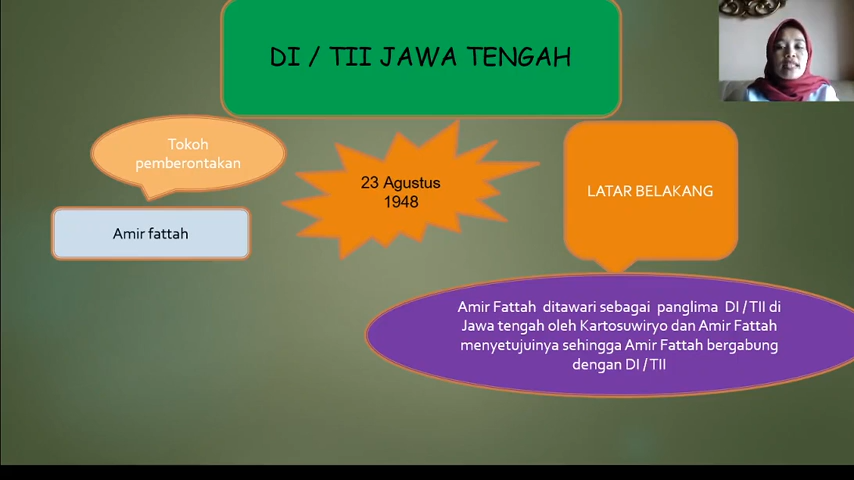 DI / TII JAWA TENGAH
Tokoh
pemberontakan
Amir fattah
23 Agustus
1948
LATAR BELAKANG
Amir Fattah ditawari sebagai panglima DI / TII di
Jawa tengah oleh Kartosuwiryo dan Amir Fattah
menyetujuinya sehingga Amir Fattah bergabung
dengan DI / TII